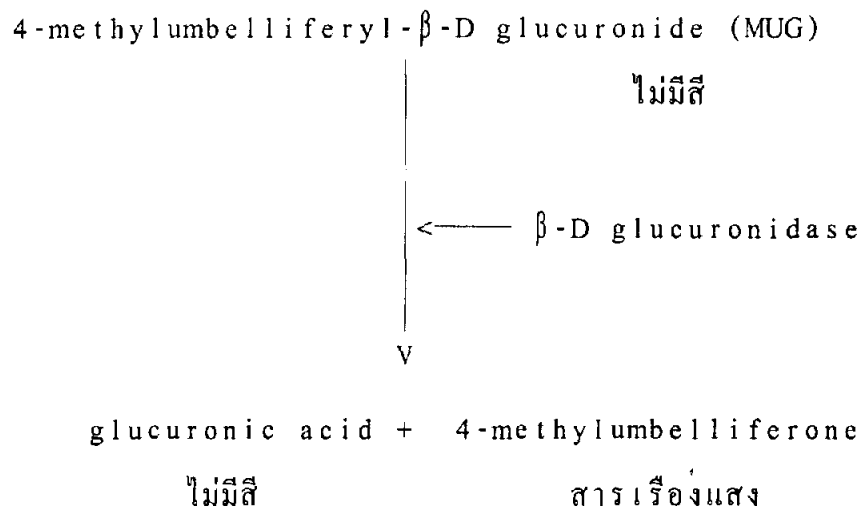 4-methylumbelliferyl-β-D glucuronide (MUG)
ไม่มีสี
<—— β-D glucuronidase
V
glucuronic acid + 4-methylumbelliferone
ไม่มีสี สารเรืองแสง